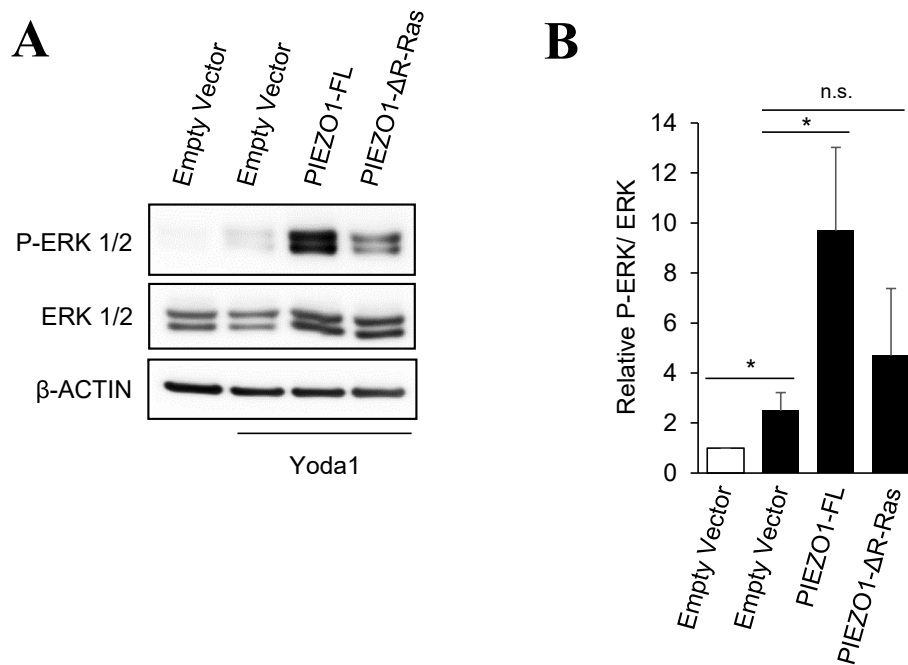 A
Empty Vector
Empty Vector
PIEZO1-FL
PIEZO1-ΔR-Ras
P-ERK 1/2
ERK 1/2
β-ACTIN
Yoda1
B
n.s.
*
*
Relative P-ERK/ ERK
14
12
10
8
6
4
2
0
Empty Vector
Empty Vector
PIEZO1-FL
PIEZO1-ΔR-Ras